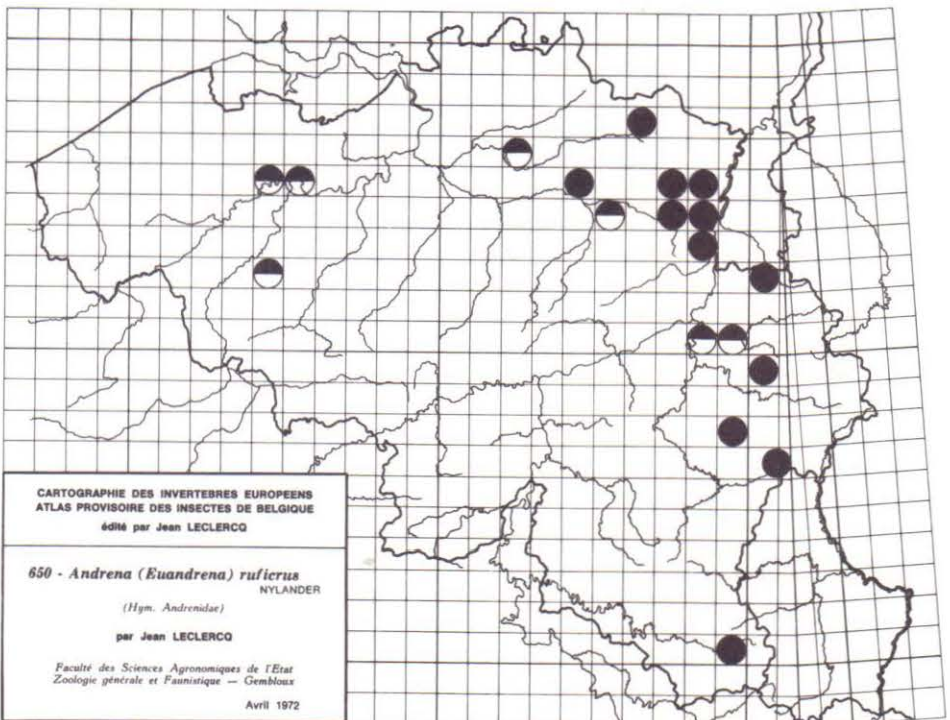 CARTOGRAPHIE DES INVERTEBRES EUROPEENS
ATLAS PROVISOIRE DES INSECTES DE BELGIQUE
édité par Jean LECLERCQ
650 - Andrena (Euandrena) ruficrus
NYLANDER
(Hym. Andrenidae)
par Jean LECLERCQ
Faculté des Sciences Agronomiques de l'Etat
Zoologie générale et Faunistique — Gembloux
Avril 1972